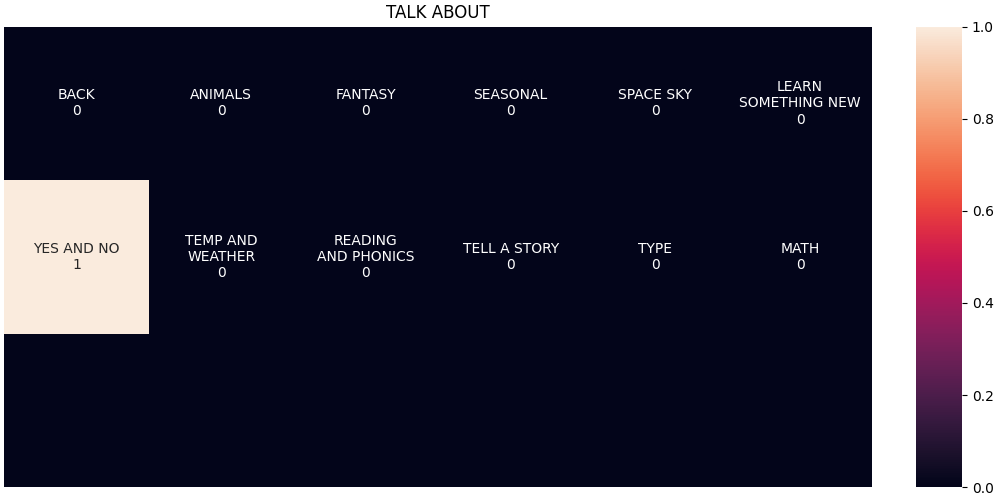 TALK ABOUT
BACK
0
ANIMALS
0
FANTASY
0
SEASONAL
0
SPACE SKY
0
LEARN
SOMETHING NEW
0
YES AND NO
1
TEMP AND
WEATHER
0
READING
AND PHONICS
0
TELL A STORY
0
TYPE
0
MATH
0
1.0
0.8
0.6
0.4
0.2
0.0